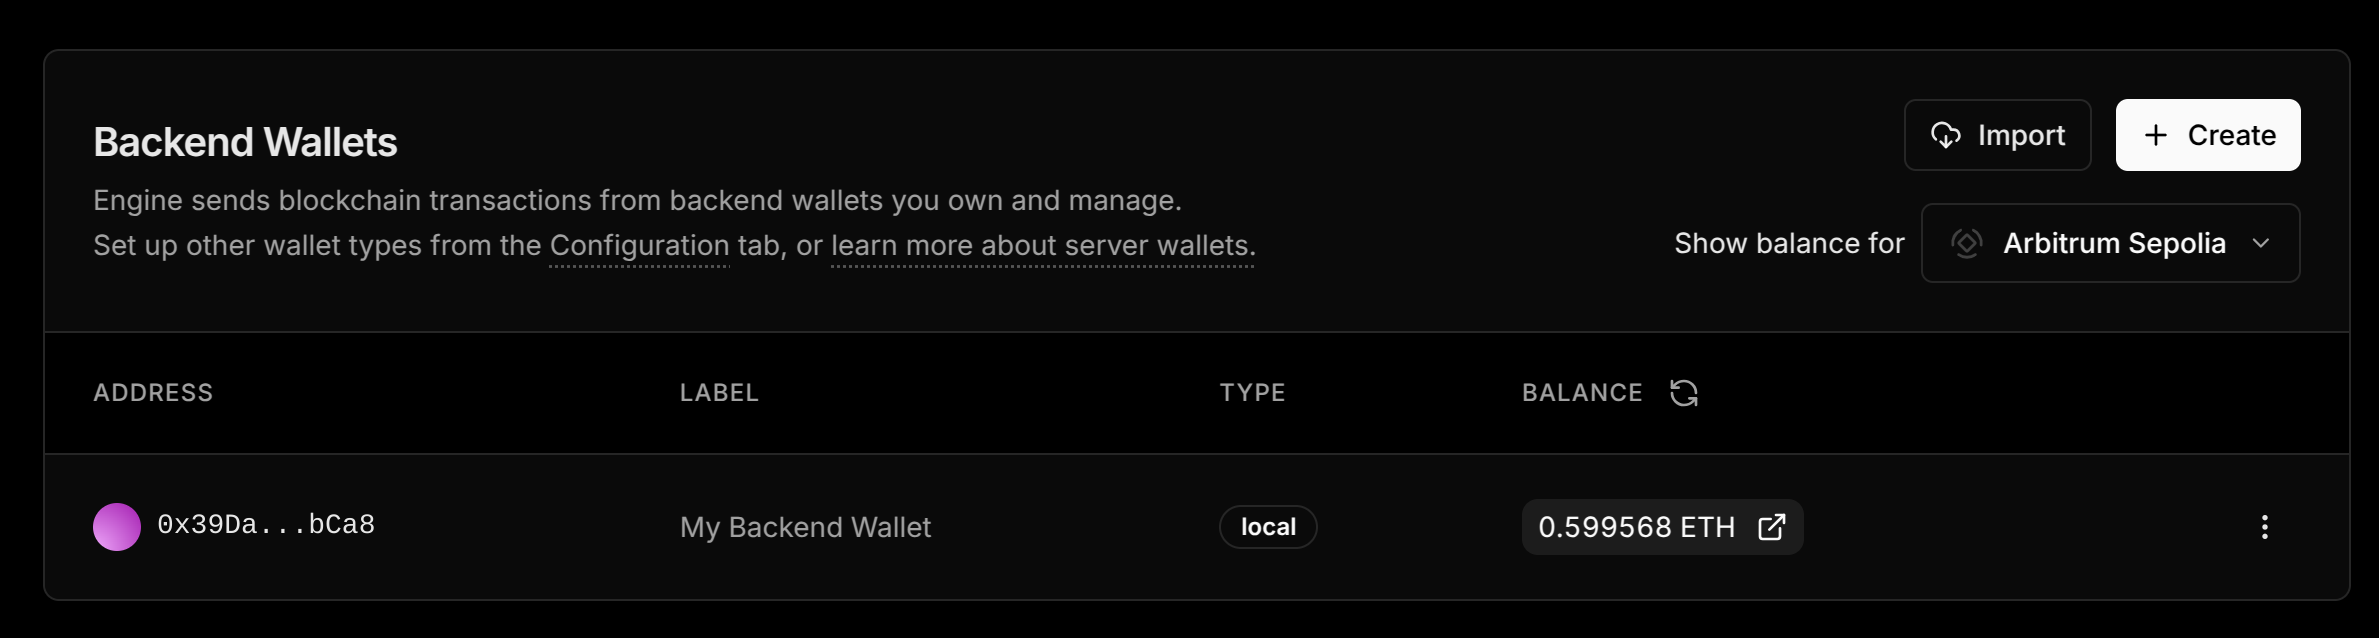 Backend Wallets
Engine sends blockchain transactions from backend wallets you own and manage.
Set up other wallet types from the Configuration tab, or learn more about server wallets.
Import
Create
Show balance for
Arbitrum Sepolia
ADDRESS
LABEL
TYPE
BALANCE
0x39Da...bCa8
My Backend Wallet
local
0.599568 ETH